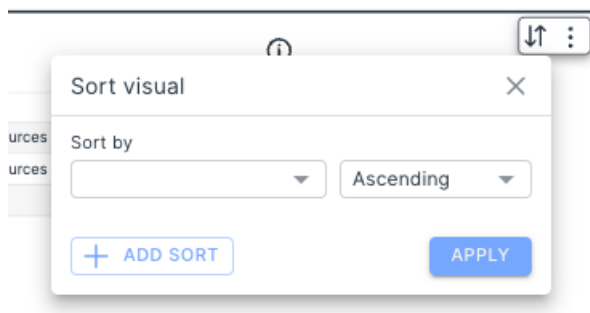 Sort visual
urces
Sort by
urces
Ascending
ADD SORT
APPLY